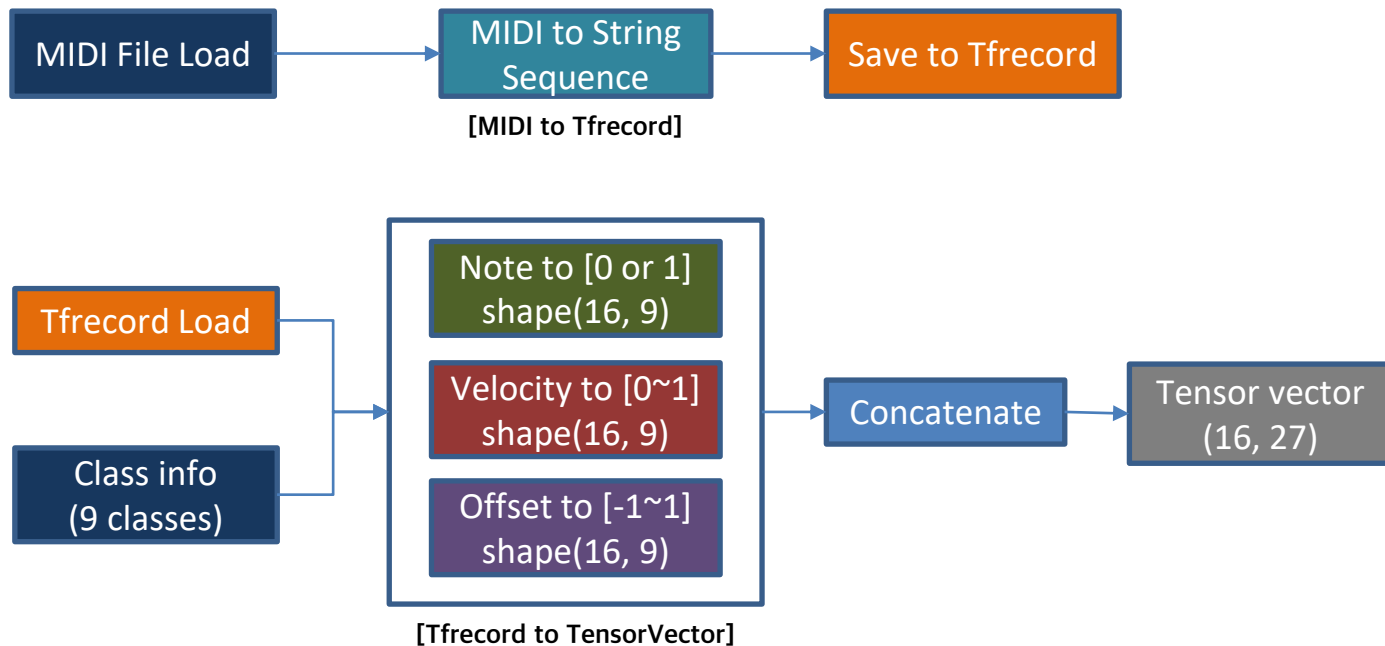 MIDI File Load
MIDI to String
Sequence
Save to Tfrecord
[MIDI to Tfrecord]
Tfrecord Load
Class info
(9 classes)
Note to [0 or 1]
shape(16, 9)
Velocity to [0~1]
shape(16, 9)
Offset to [-1~1]
shape(16, 9)
Concatenate
Tensor vector
(16, 27)
[Tfrecord to TensorVector]